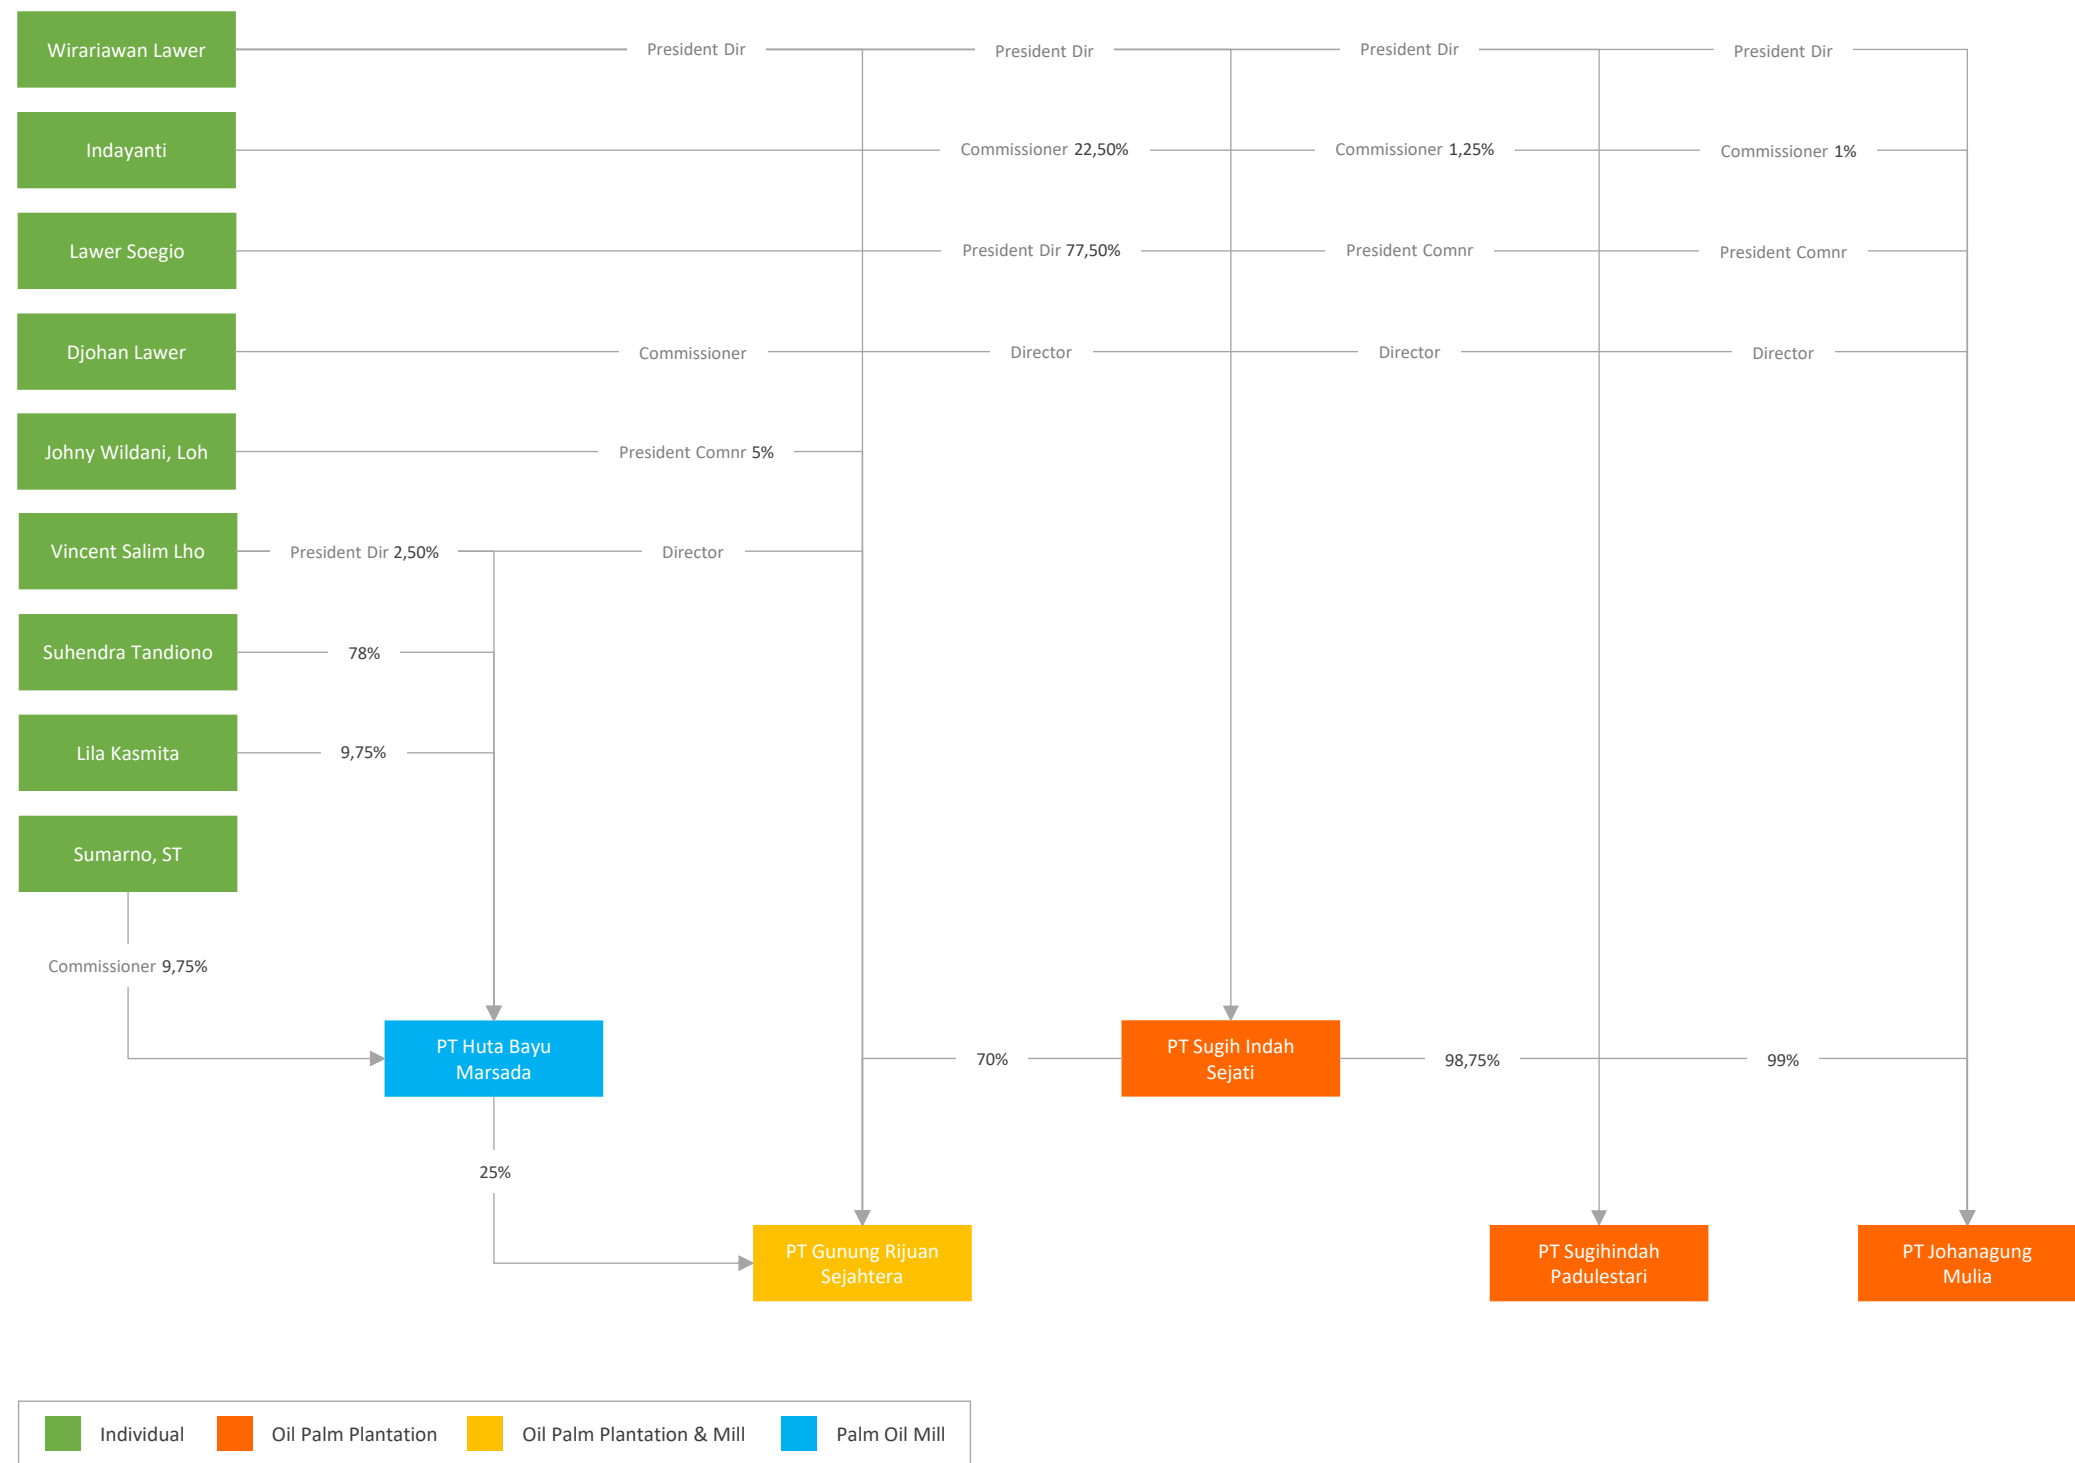 Wirariawan Lawer
President Dir
President Dir
President Dir
President Dir
Indayanti
Commissioner 22,50%
Commissioner 1,25%
Commissioner 1%
Lawer Soegio
President Dir 77,50%
President Comnr
President Comnr
Djohan Lawer
Commissioner
Director
Director
Director
Johny Wildani, Loh
President Comnr 5%
Vincent Salim Lho
President Dir 2,50%
Director
Suhendra Tandiono
78%
Lila Kasmita
9,75%
Sumarno, ST
Commissioner 9,75%
PT Huta Bayu
Marsada
70%
PT Sugih Indah
Sejati
98,75%
99%
25%
PT Gunung Rijuan
Sejahtera
PT Sugihindah
Padulestari
PT Johanagung
Mulia
Individual
Oil Palm Plantation
Oil Palm Plantation & Mill
Palm Oil Mill